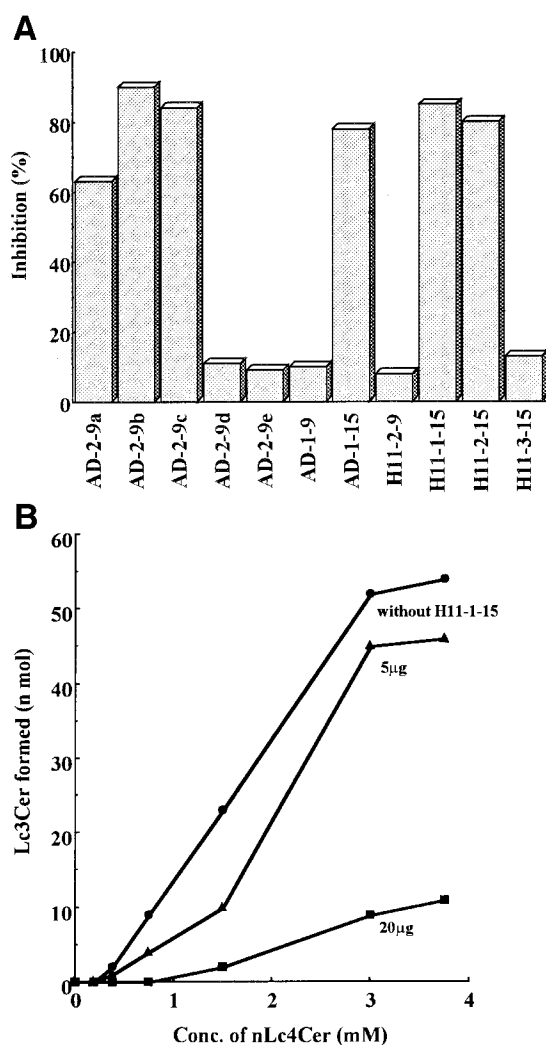 A
Inhibition (%)
100
80
60
40
20
0
AD-2-9a
AD-2-9b
AD-2-9c
AD-2-9d
AD-2-9e
AD-1-9
AD-1-15
H11-2-9
H11-1-15
H11-2-15
H11-3-15
B
Lc3Cer formed (n mol)
60
50
40
30
20
10
0
without H11-1-15
5µg
20µg
0 1 2 3 4
Conc. of nLc4Cer (mM)